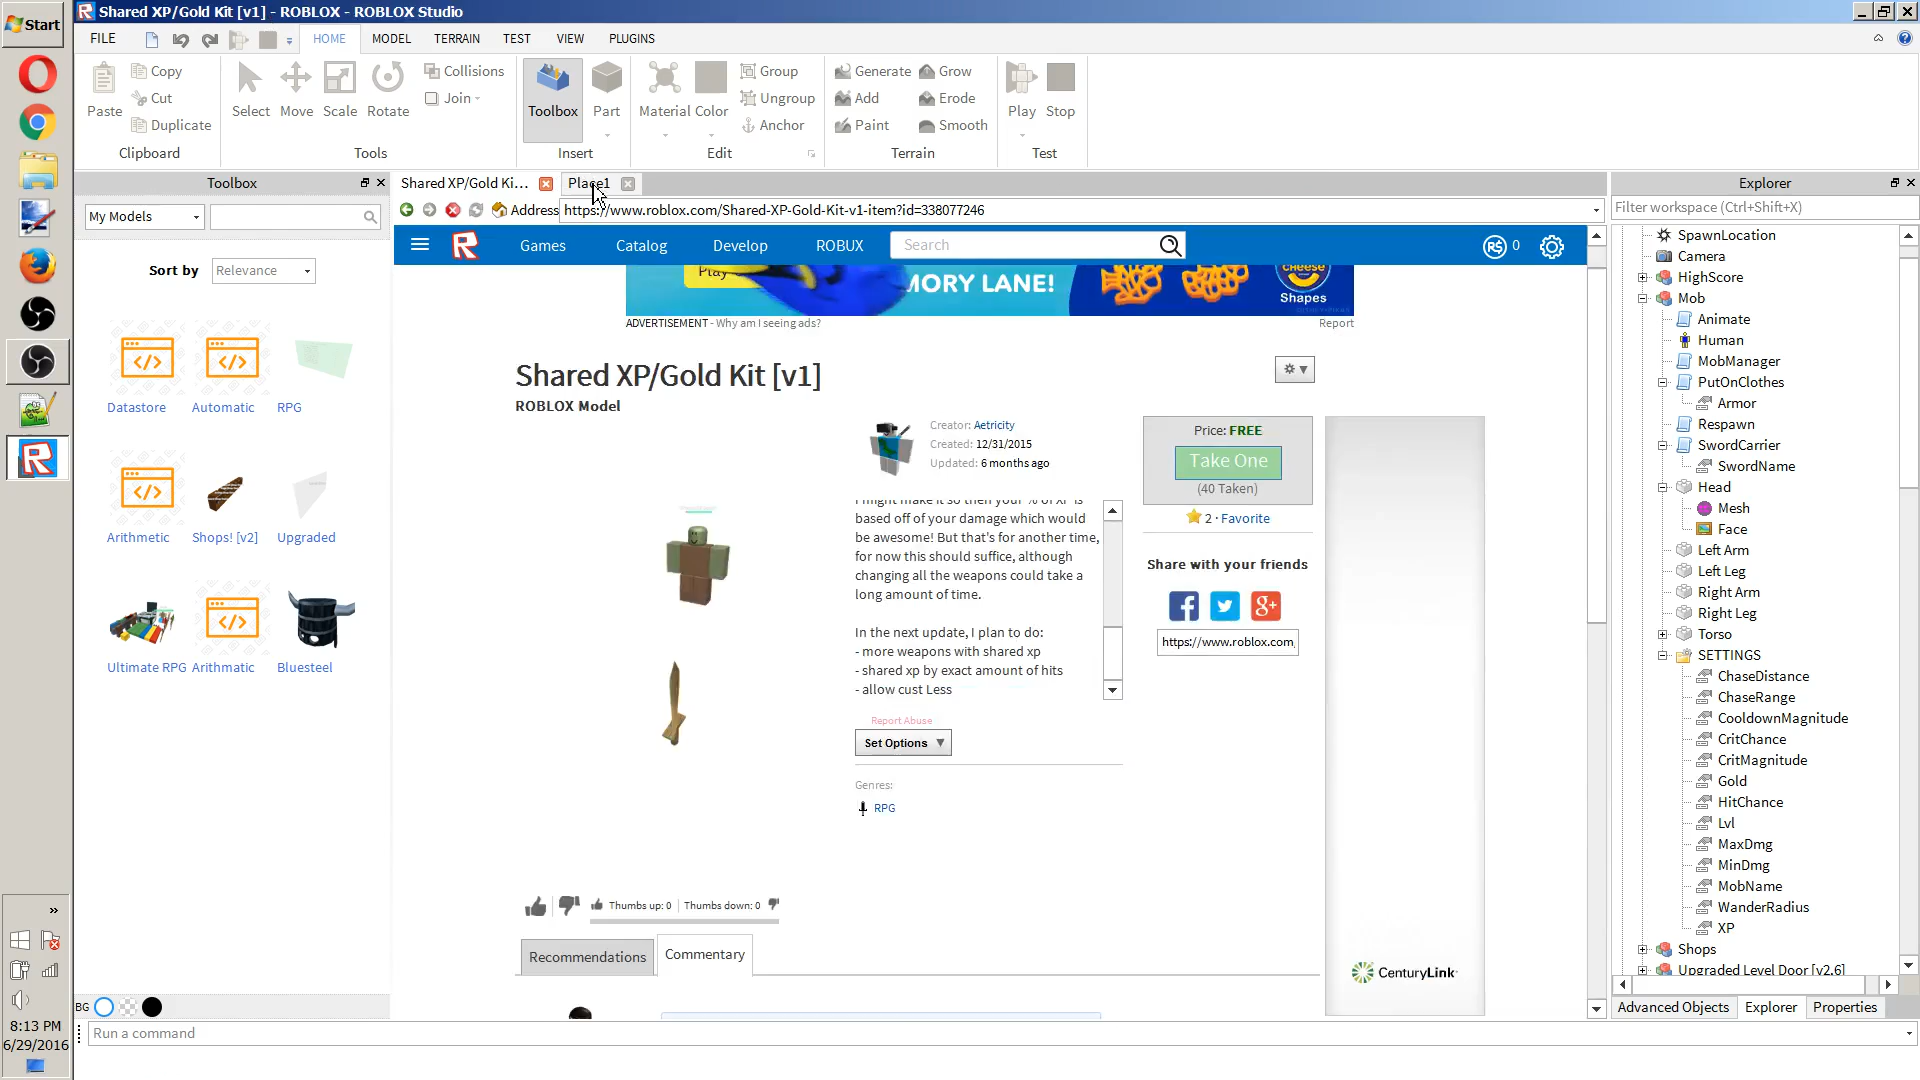 Start
Shared XP/Gold Kit [v1] - ROBLOX - ROBLOX Studio
FILE
HOME
MODEL
TERRAIN
TEST
VIEW
PLUGINS
Paste
Copy
Cut
Duplicate
Clipboard
Select
Move
Scale
Rotate
Collisions
Join
Tools
Toolbox
Part
Insert
Material
Color
Group
Ungroup
Anchor
Edit
Generate
Add
Paint
Grow
Erode
Smooth
Terrain
Play
Stop
Test
Toolbox
My Models
Sort by
Relevance
Datastore
Automatic
RPG
Arithmetic
Shops! [v2]
Upgraded
Ultimate RPG
Arithmatic
Bluesteel
BG
Shared XP/Gold Ki...
Place1
Address
https://www.roblox.com/Shared-XP-Gold-Kit-v1-item?id=338077246
Games
Catalog
Develop
ROBUX
Search
R$ 0
Play
MORY LANE!
CHEESE
Shapes
ADVERTISEMENT - Why am I seeing ads?
Report
Shared XP/Gold Kit [v1]
ROBLOX Model
Creator: Aetricity
Created: 12/31/2015
Updated: 6 months ago
I might make it so then your % of XP is
based off of your damage which would
be awesome! But that's for another time,
for now this should suffice, although
changing all the weapons could take a
long amount of time.
In the next update, I plan to do:
- more weapons with shared xp
- shared xp by exact amount of hits
- allow cust Less
Report Abuse
Set Options
Genres:
RPG
Price: FREE
Take One
(40 Taken)
2 · Favorite
Share with your friends
https://www.roblox.com
Thumbs up: 0
Thumbs down: 0
Recommendations
Commentary
CenturyLink
Explorer
Filter workspace (Ctrl+Shift+X)
SpawnLocation
Camera
HighScore
Mob
Animate
Human
MobManager
PutOnClothes
Armor
Respawn
SwordCarrier
SwordName
Head
Mesh
Face
Left Arm
Left Leg
Right Arm
Right Leg
Torso
SETTINGS
ChaseDistance
ChaseRange
CooldownMagnitude
CritChance
CritMagnitude
Gold
HitChance
Lvl
MaxDmg
MinDmg
MobName
WanderRadius
XP
Shops
Upgraded Level Door [v2.6]
Advanced Objects
Explorer
Properties
Run a command
8:13 PM
6/29/2016